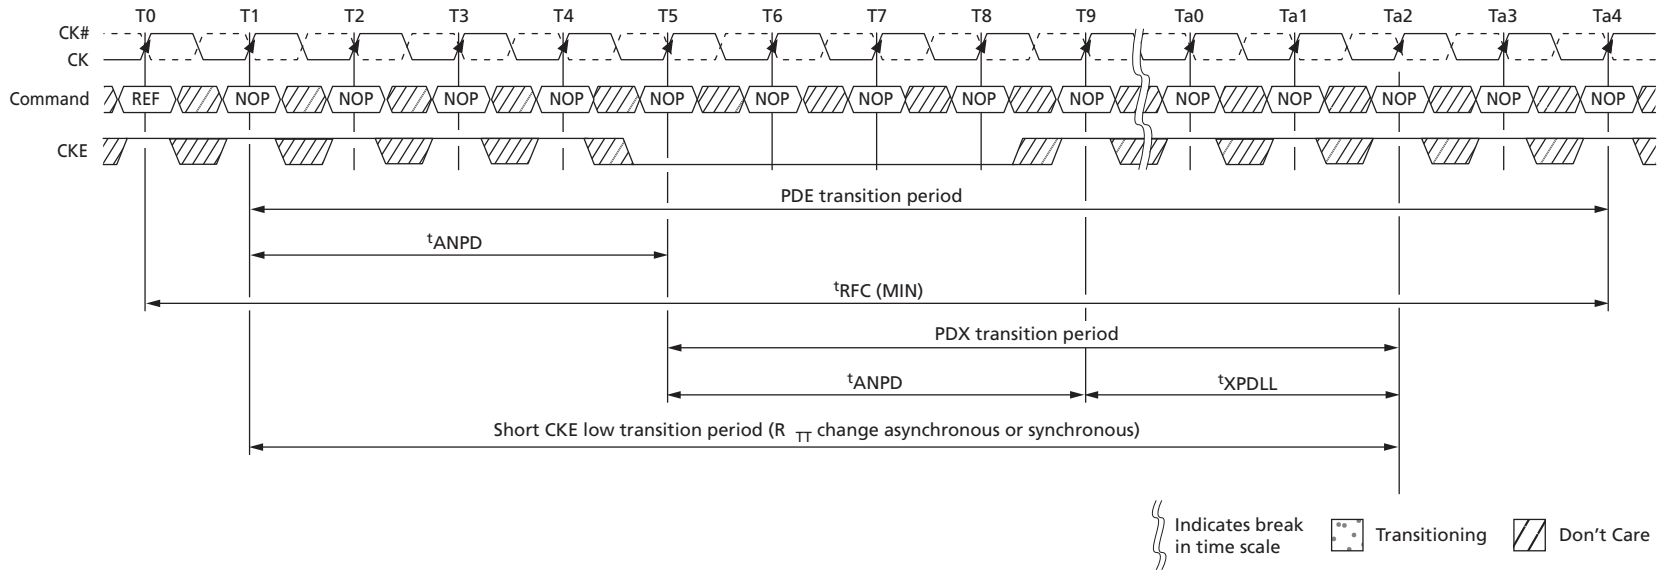 T0 T1 T2 T3 T4 T5 T6 T7 T8 T9 Ta0 Ta1 Ta2 Ta3 Ta4
CK#
CK
Command REF NOP NOP NOP NOP NOP NOP NOP NOP NOP NOP NOP NOP NOP NOP
CKE
PDE transition period
tANPD
tRFC (MIN)
PDX transition period
tANPD tXPDLL
Short CKE low transition period (R TT change asynchronous or synchronous)
Indicates break
in time scale
Transitioning
Don't Care